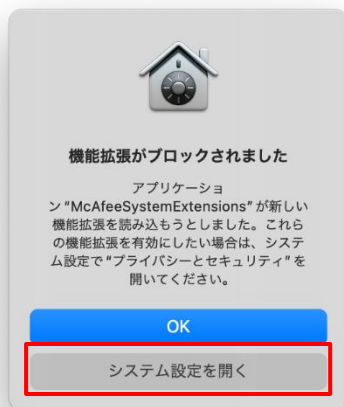 機能拡張がブロックされました
アプリケーショ
ン“McAfeeSystemExtensions”が新しい
機能拡張を読み込もうとしました。これら
の機能拡張を有効にしたい場合は、システ
ム設定で“プライバシーとセキュリティ”を
開いてください。
OK
システム設定を開く